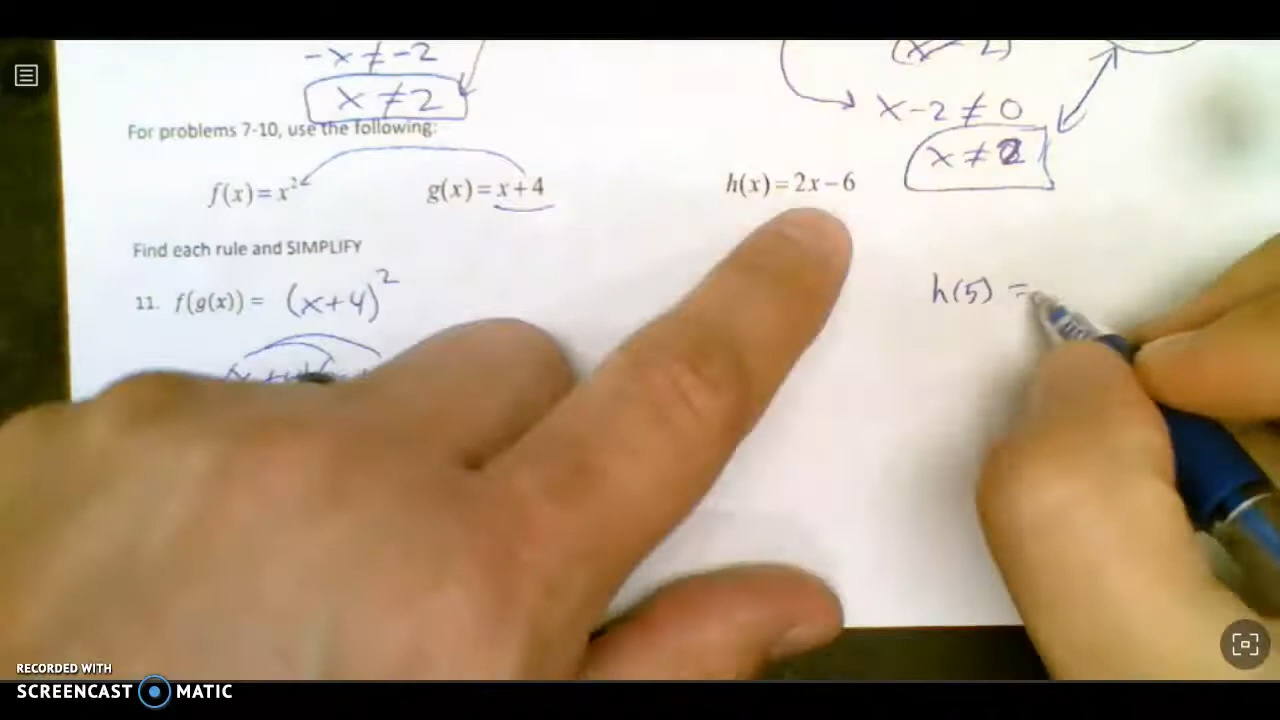 -x ≠ -2
x ≠ 2
(x-2)
x-2 ≠ 0
x ≠ 2
For problems 7-10, use the following:
f(x) = x²
g(x) = x + 4
h(x) = 2x - 6
Find each rule and SIMPLIFY
11. f(g(x)) = (x+4)²
h(5) =
RECORDED WITH
SCREENCAST MATIC